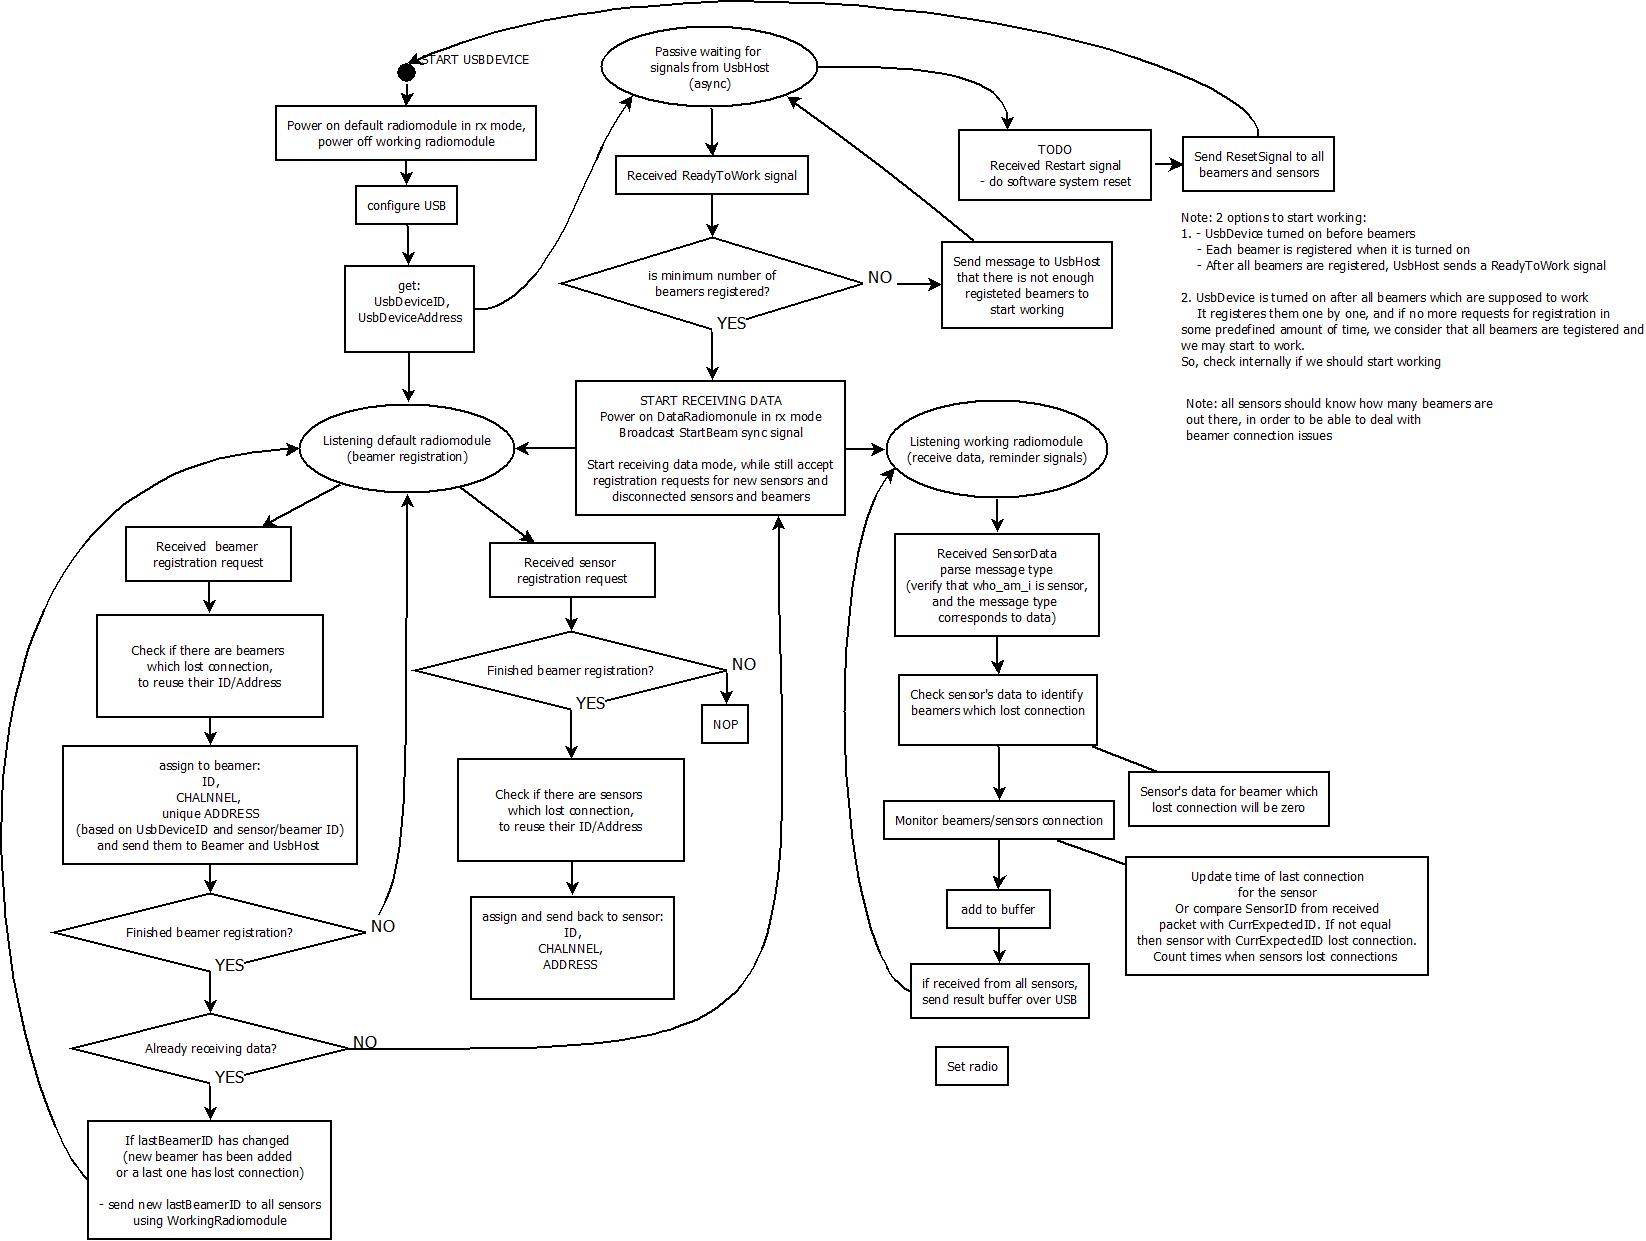 START USBDEVICE
Power on default radiomodule in rx mode,
power off working radiomodule
configure USB
get:
UsbDeviceID,
UsbDeviceAddress
Passive waiting for
signals from UsbHost
(async)
Received ReadyToWork signal
is minimum number of
beamers registered?
NO
YES
Send message to UsbHost
that there is not enough
registeted beamers to
start working
TODO
Received Restart signal
- do software system reset
Send ResetSignal to all
beamers and sensors
Note: 2 options to start working:
1. - UsbDevice turned on before beamers
- Each beamer is registered when it is turned on
- After all beamers are registered, UsbHost sends a ReadyToWork signal
2. UsbDevice is turned on after all beamers which are supposed to work
It registeres them one by one, and if no more requests for registration in
some predefined amount of time, we consider that all beamers are tegistered and
we may start to work.
So, check internally if we should start working
Note: all sensors should know how many beamers are
out there, in order to be able to deal with
beamer connection issues
START RECEIVING DATA
Power on DataRadiomonule in rx mode
Broadcast StartBeam sync signal
Start receiving data mode, while still accept
registration requests for new sensors and
disconnected sensors and beamers
Listening default radiomodule
(beamer registration)
Listening working radiomodule
(receive data, reminder signals)
Received beamer
registration request
Check if there are beamers
which lost connection,
to reuse their ID/Address
assign to beamer:
ID,
CHALNNEL,
unique ADDRESS
(based on UsbDeviceID and sensor/beamer ID)
and send them to Beamer and UsbHost
Finished beamer registration?
NO
YES
Already receiving data?
NO
YES
If lastBeamerID has changed
(new beamer has been added
or a last one has lost connection)
- send new lastBeamerID to all sensors
using WorkingRadiomodule
Received sensor
registration request
Finished beamer registration?
NO
YES
NOP
Check if there are sensors
which lost connection,
to reuse their ID/Address
assign and send back to sensor:
ID,
CHALNNEL,
ADDRESS
Received SensorData
parse message type
(verify that who_am_i is sensor,
and the message type
corresponds to data)
Check sensor's data to identify
beamers which lost connection
Sensor's data for beamer which
lost connection will be zero
Monitor beamers/sensors connection
Update time of last connection
for the sensor
Or compare SensorID from received
packet with CurrExpectedID. If not equal
then sensor with CurrExpectedID lost connection.
Count times when sensors lost connections
add to buffer
if received from all sensors,
send result buffer over USB
Set radio